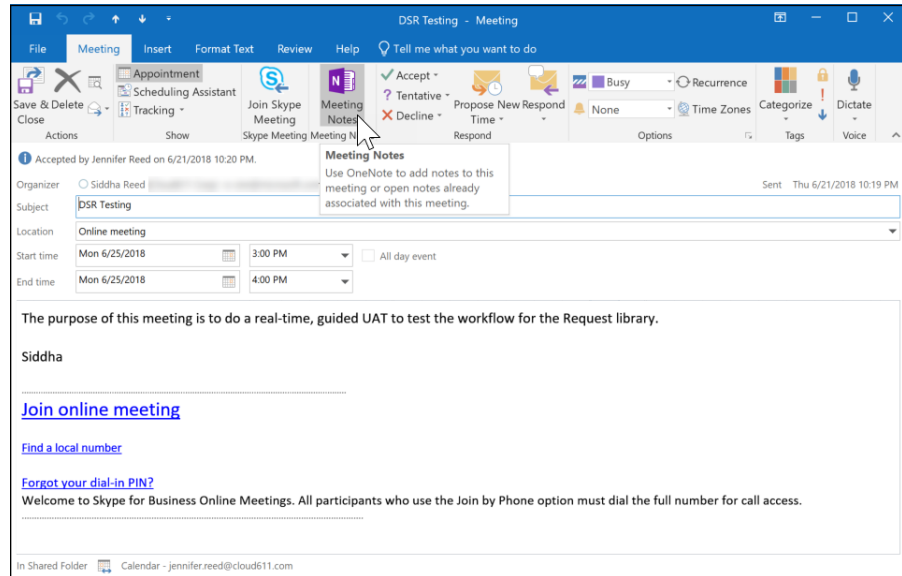 DSR Testing - Meeting
File Meeting Insert Format Text Review Help Tell me what you want to do
Save & Close
Delete
Appointment
Scheduling Assistant
Tracking
Join Skype Meeting
Meeting Notes
Accept
Tentative
Decline
Propose New Time
Respond
Busy
None
Recurrence
Time Zones
Categorize
Dictate
Actions Show Skype Meeting Meeting N Respond Options Tags Voice
Accepted by Jennifer Reed on 6/21/2018 10:20 PM.
Meeting Notes
Use OneNote to add notes to this
meeting or open notes already
associated with this meeting.
Organizer Siddha Reed
Sent Thu 6/21/2018 10:19 PM
Subject DSR Testing
Location Online meeting
Start time Mon 6/25/2018 3:00 PM All day event
End time Mon 6/25/2018 4:00 PM
The purpose of this meeting is to do a real-time, guided UAT to test the workflow for the Request library.
Siddha
Join online meeting
Find a local number
Forgot your dial-in PIN?
Welcome to Skype for Business Online Meetings. All participants who use the Join by Phone option must dial the full number for call access.
In Shared Folder Calendar - jennifer.reed@cloud611.com